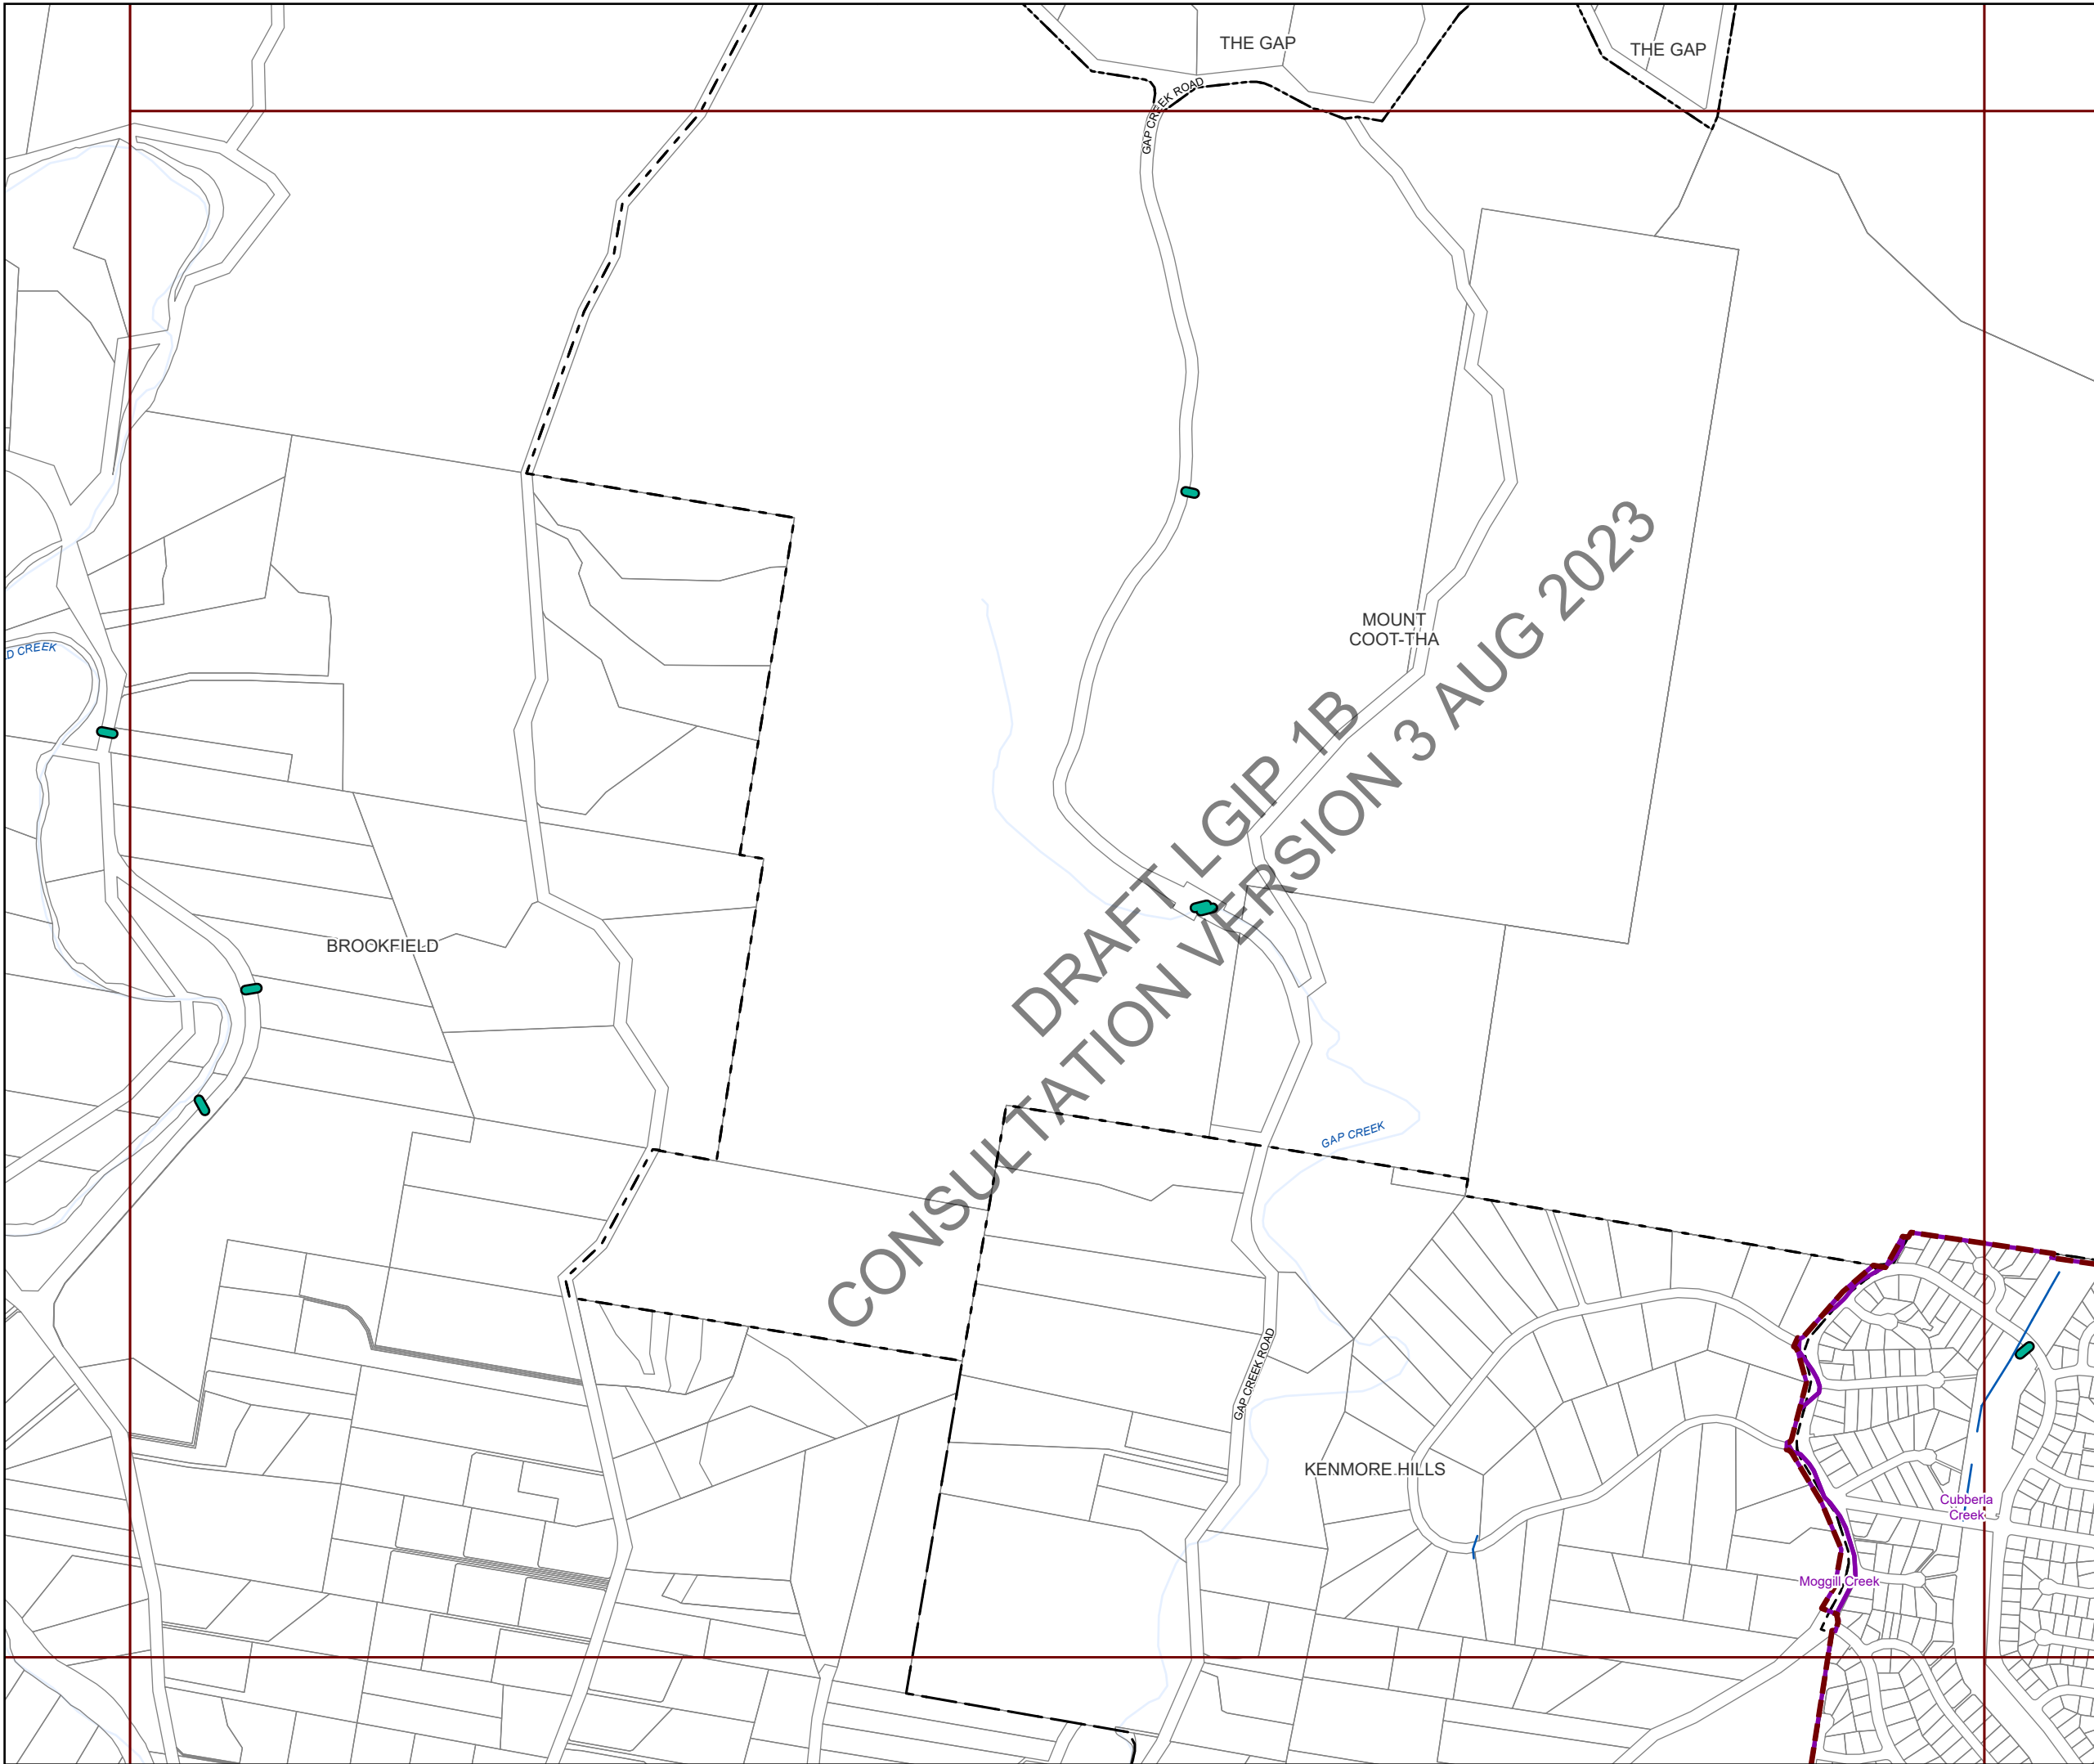 THE GAP
THE GAP
GAP CREEK ROAD
MOUNT
COOT-THA
D CREEK
DRAFT LGIP 1B
CONSULTATION VERSION 3 AUG 2023
BROOKFIELD
GAP CREEK
GAP CREEK ROAD
KENMORE HILLS
Cubberla
Creek
Moggill Creek